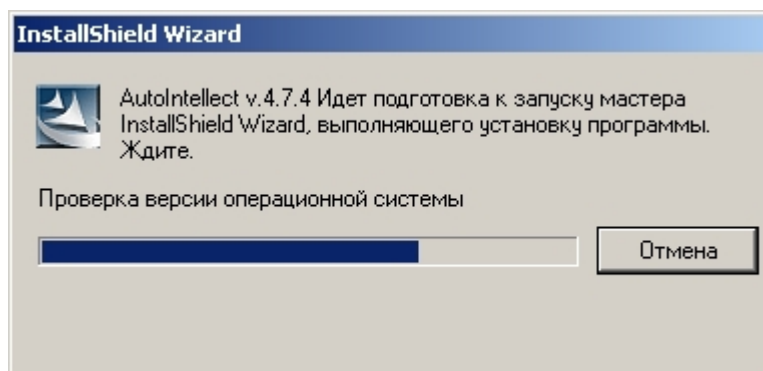 InstallShield Wizard
AutoIntellect v.4.7.4 Идет подготовка к запуску мастера
InstallShield Wizard, выполняющего установку программы.
Ждите.
Проверка версии операционной системы
Отмена